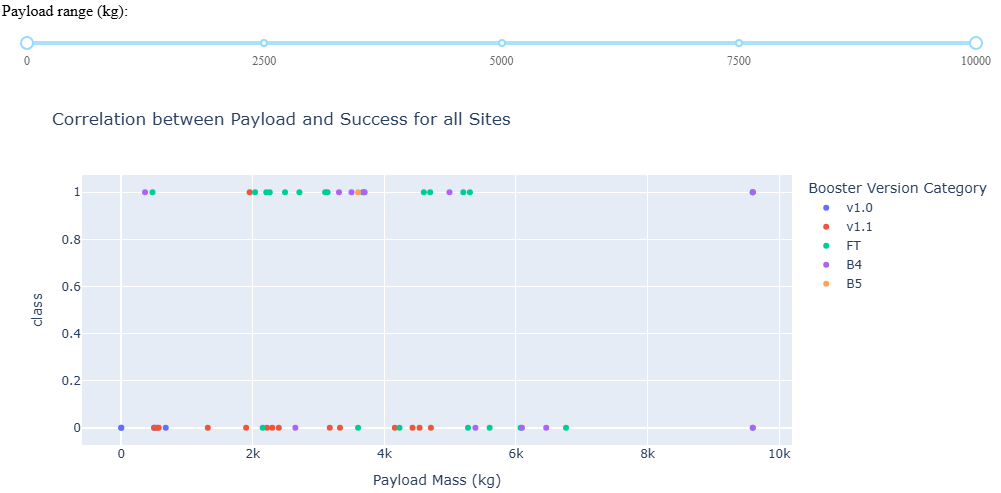 Payload range (kg):
0 2500 5000 7500 10000
Correlation between Payload and Success for all Sites
Booster Version Category
v1.0
v1.1
FT
B4
B5
1
0.8
0.6
0.4
0.2
0
class
0 2k 4k 6k 8k 10k
Payload Mass (kg)